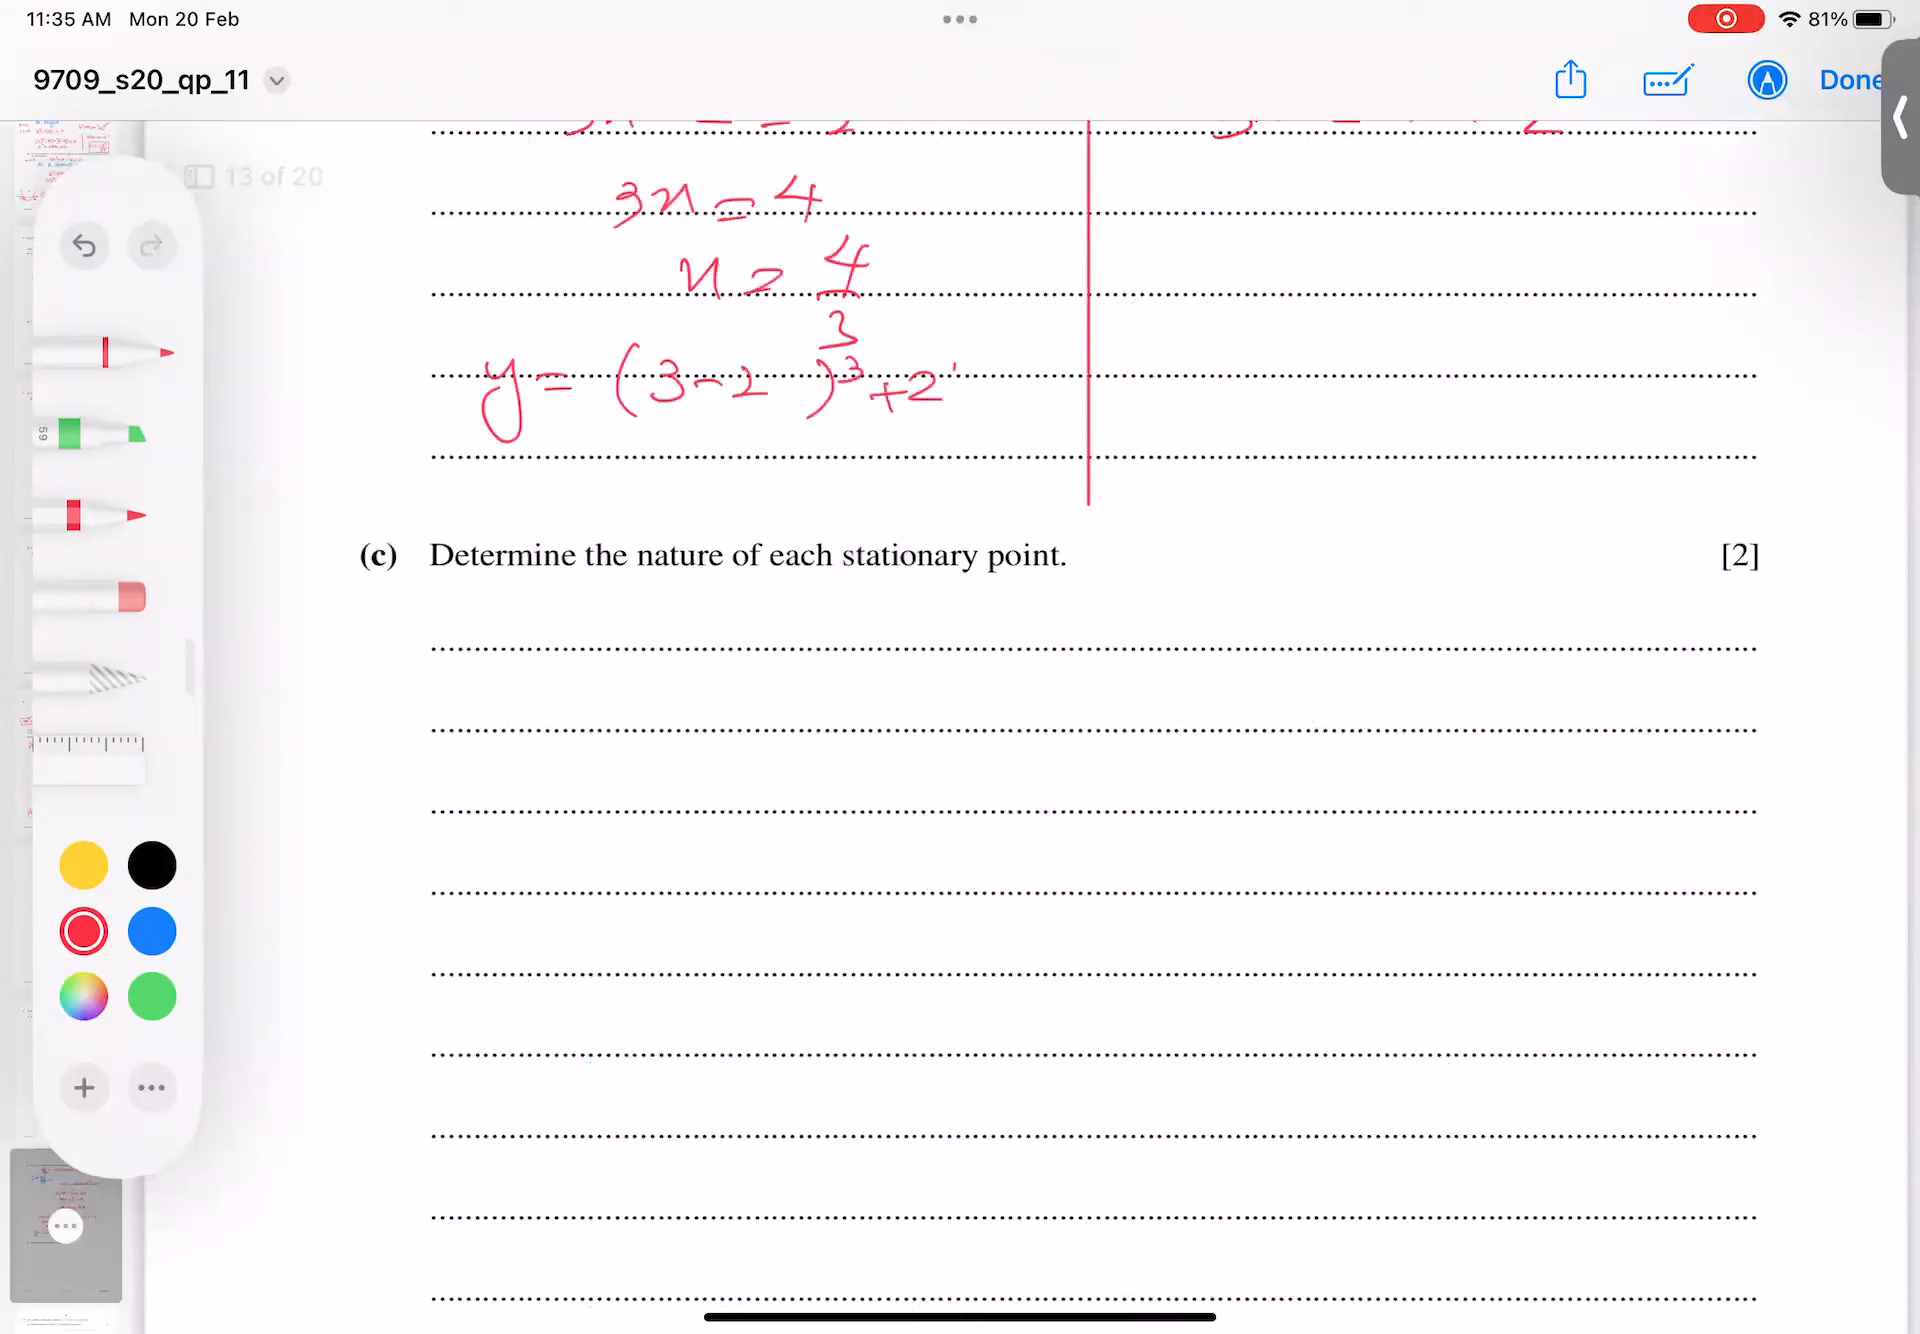 11:35 AM Mon 20 Feb
81%
9709_s20_qp_11
Done
13 of 20
3x = 4
x = 4/3
y = (3-2 )³ +2
59
(c) Determine the nature of each stationary point. [2]